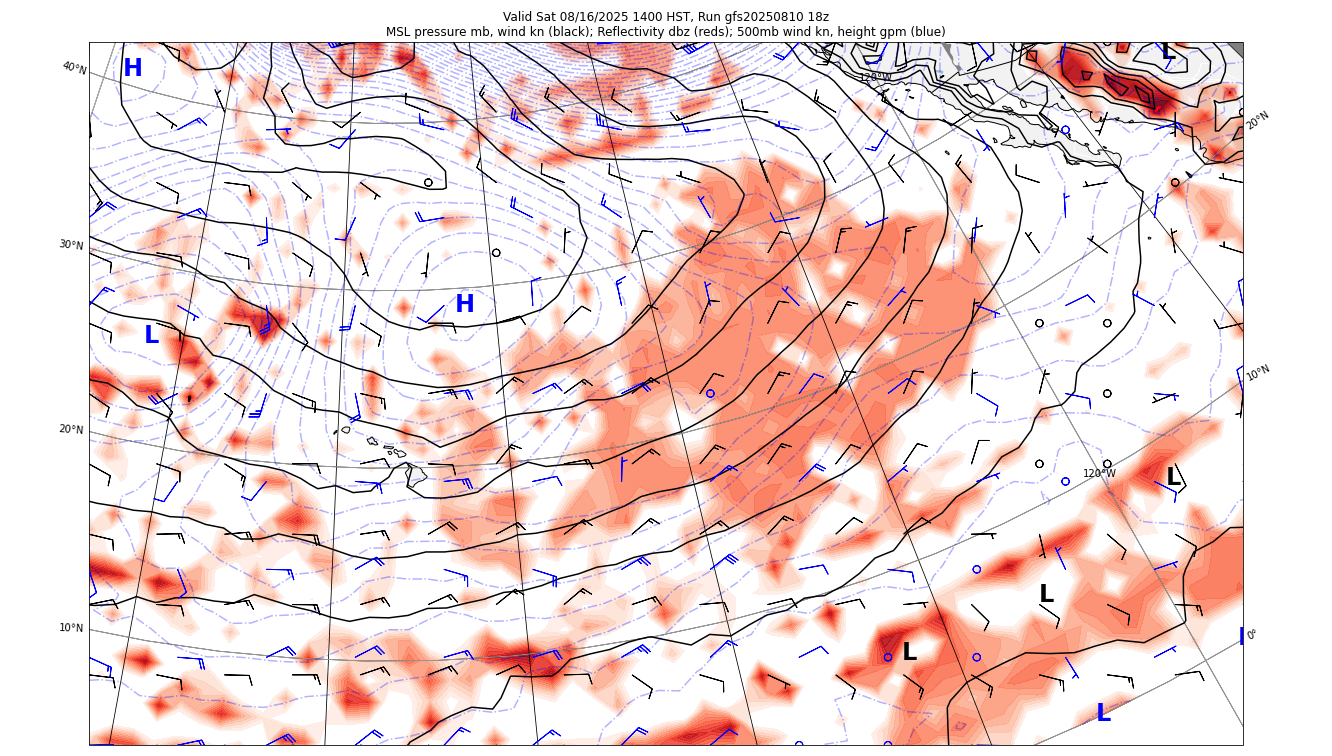 Valid Sat 08/16/2025 1400 HST, Run gfs20250810 18z
MSL pressure mb, wind kn (black); Reflectivity dbz (reds); 500mb wind kn, height gpm (blue)
40°N
H
120°W
L
20°N
30°N
H
L
10°N
20°N
120°W
L
L
10°N
0°
L
L